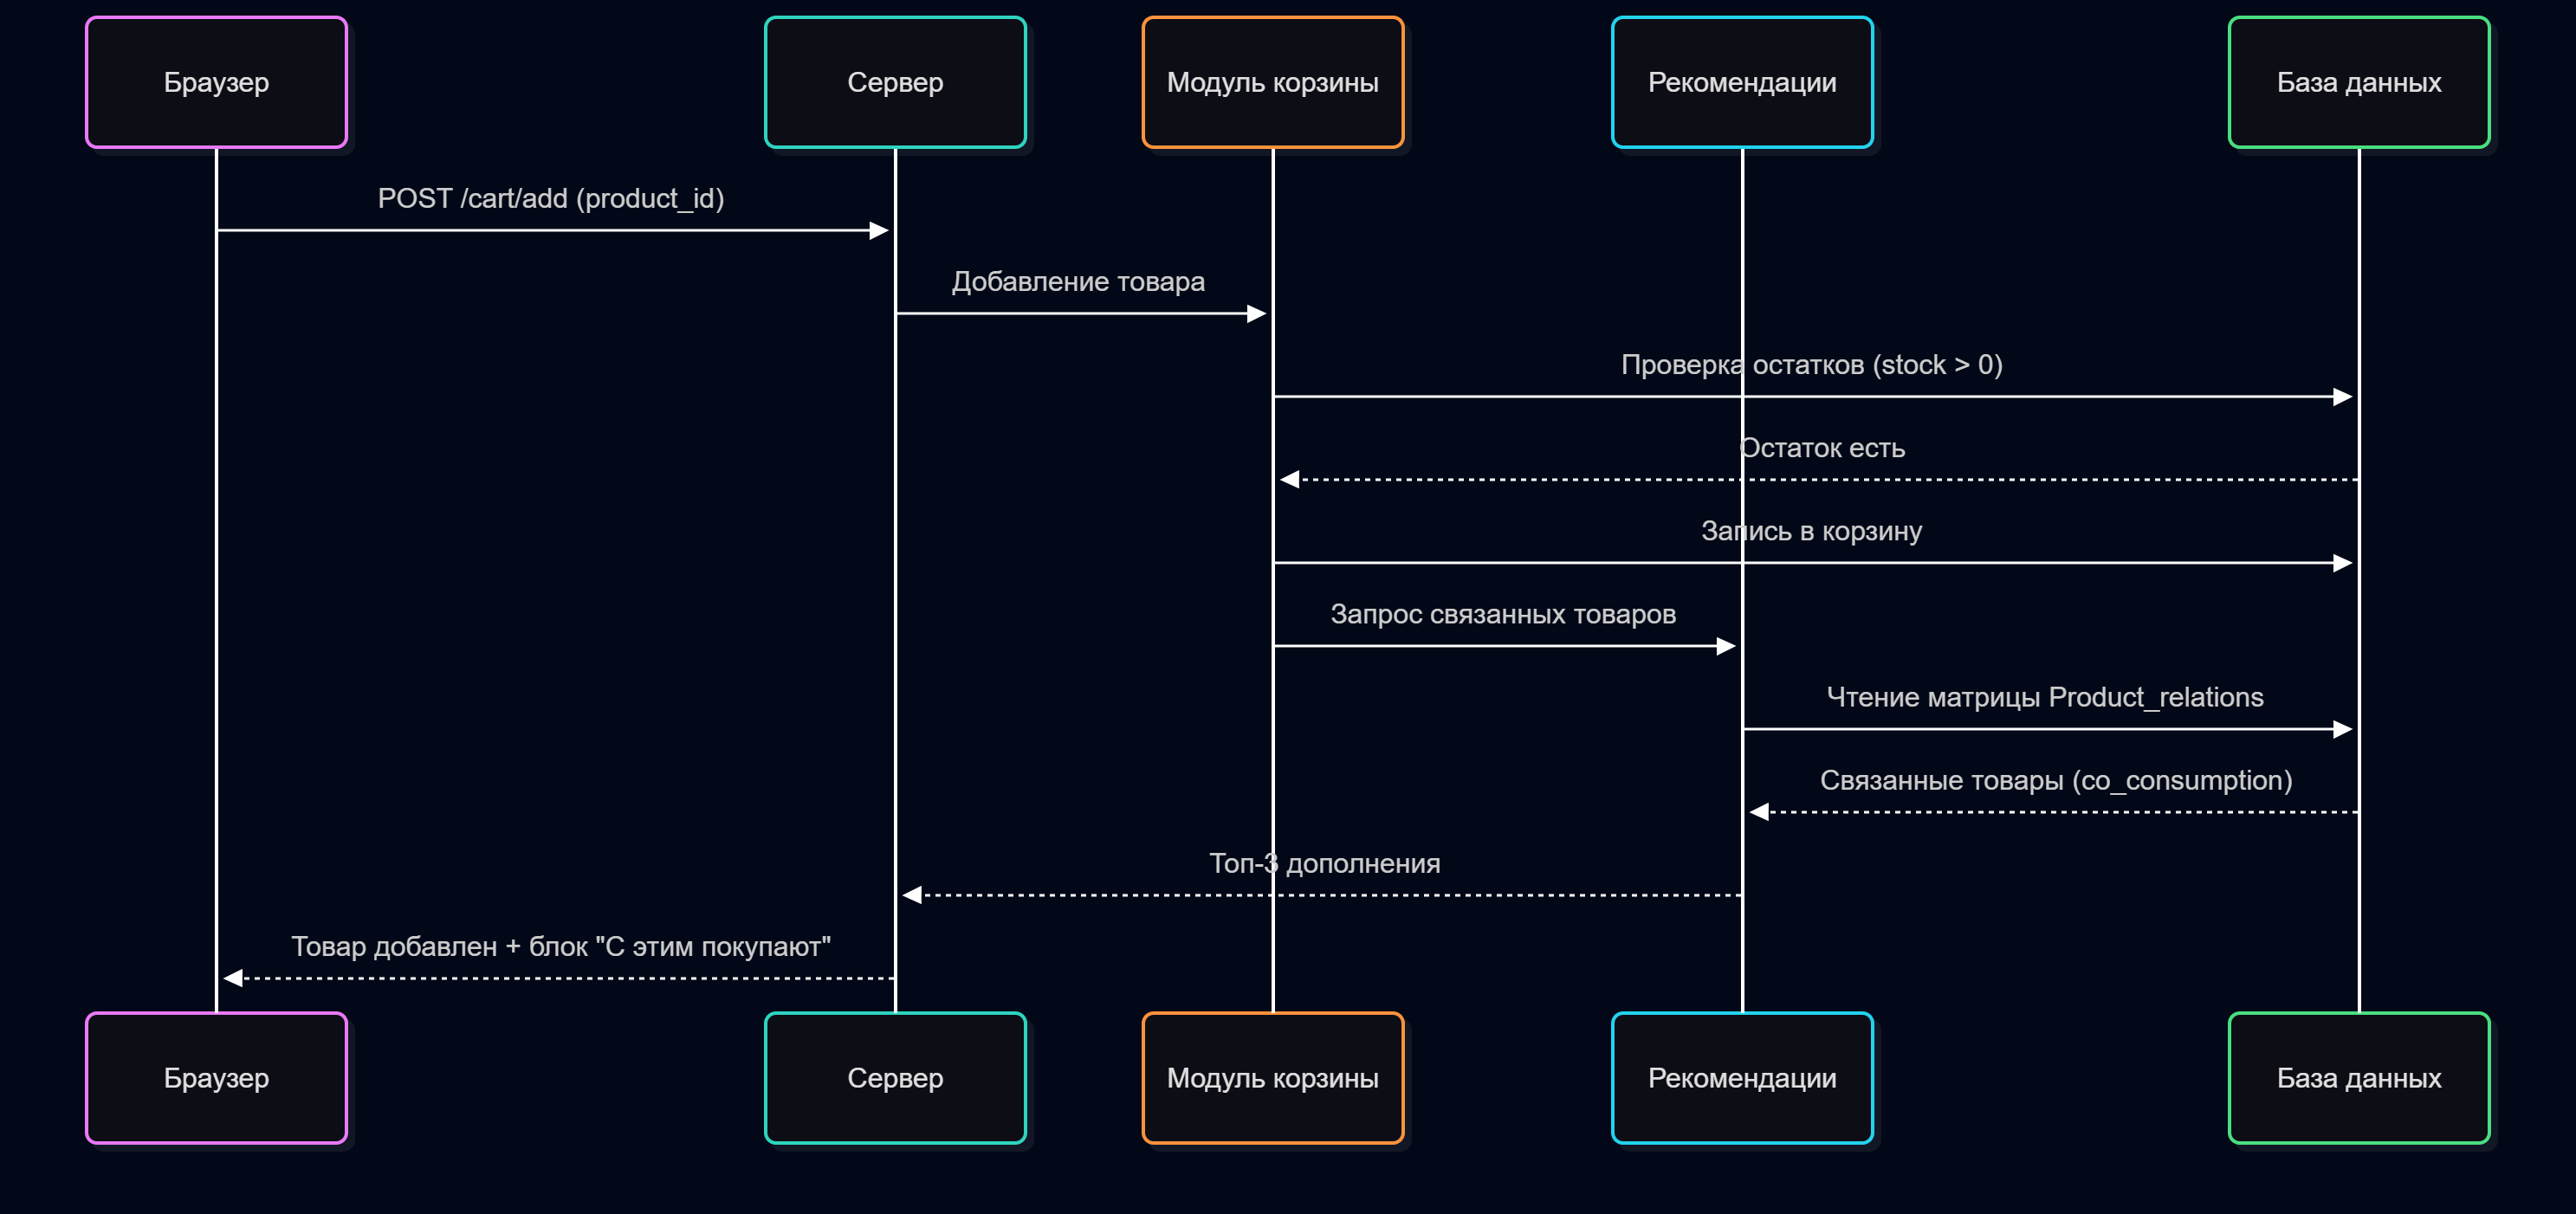 Браузер
Сервер
Модуль корзины
Рекомендации
База данных
POST /cart/add (product_id)
Добавление товара
Проверка остатков (stock > 0)
Остаток есть
Запись в корзину
Запрос связанных товаров
Чтение матрицы Product_relations
Связанные товары (co_consumption)
Топ-3 дополнения
Товар добавлен + блок "С этим покупают"
Браузер
Сервер
Модуль корзины
Рекомендации
База данных